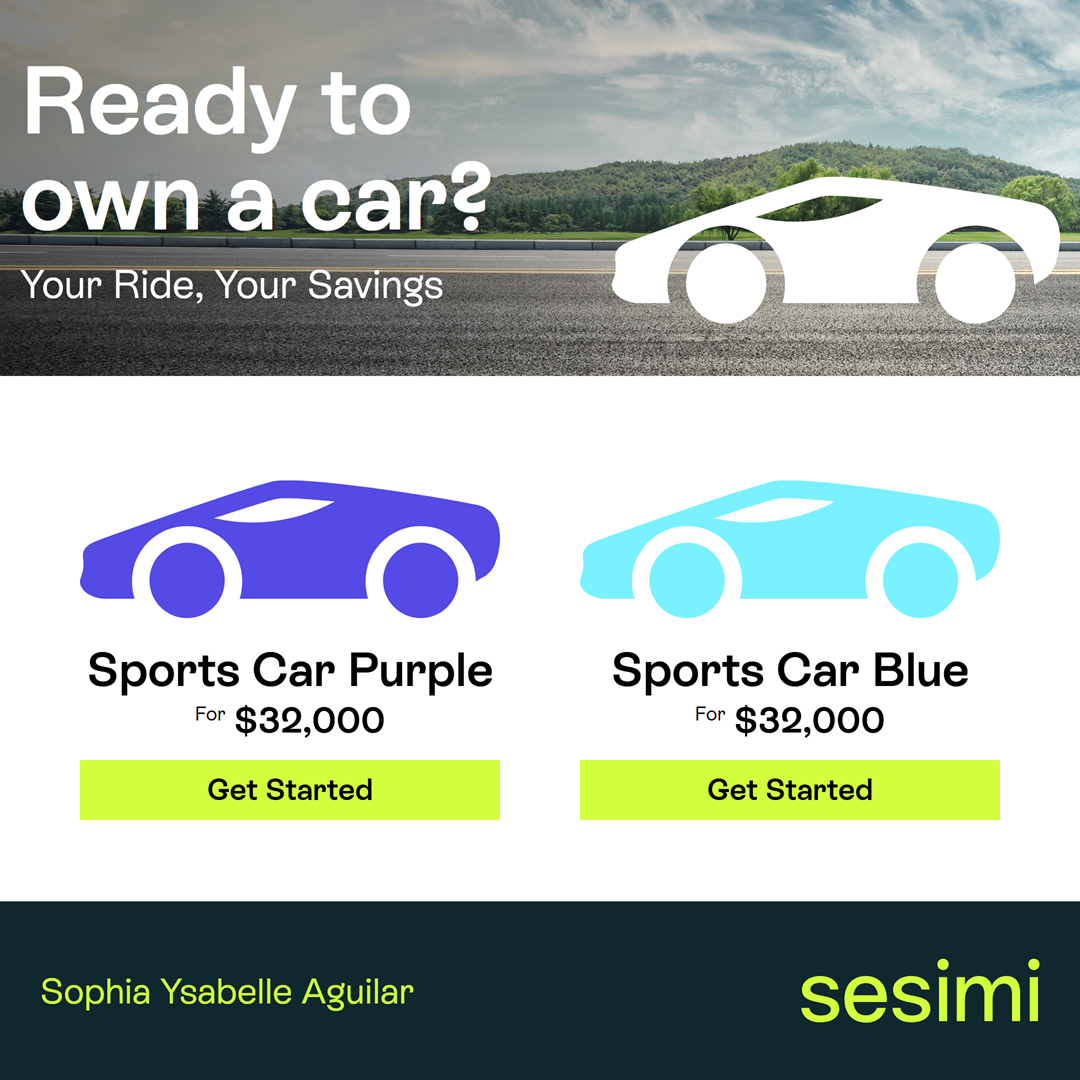 Ready to
own a car?
Your Ride, Your Savings
Sports Car Purple
For $32,000
Get Started
Sports Car Blue
For $32,000
Get Started
Sophia Ysabelle Aguilar
sesimi